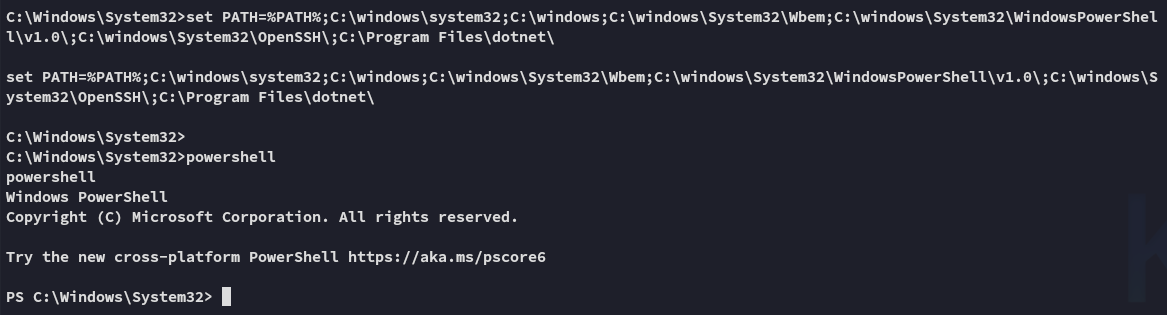 C:\Windows\System32>set PATH=%PATH%;C:\windows\system32;C:\windows;C:\windows\System32\Wbem;C:\windows\System32\WindowsPowerShel
l\v1.0\;C:\windows\System32\OpenSSH\;C:\Program Files\dotnet\
set PATH=%PATH%;C:\windows\system32;C:\windows;C:\windows\System32\Wbem;C:\windows\System32\WindowsPowerShell\v1.0\;C:\windows\S
ystem32\OpenSSH\;C:\Program Files\dotnet\
C:\Windows\System32>
C:\Windows\System32>powershell
powershell
Windows PowerShell
Copyright (C) Microsoft Corporation. All rights reserved.
Try the new cross-platform PowerShell https://aka.ms/pscore6
PS C:\Windows\System32>